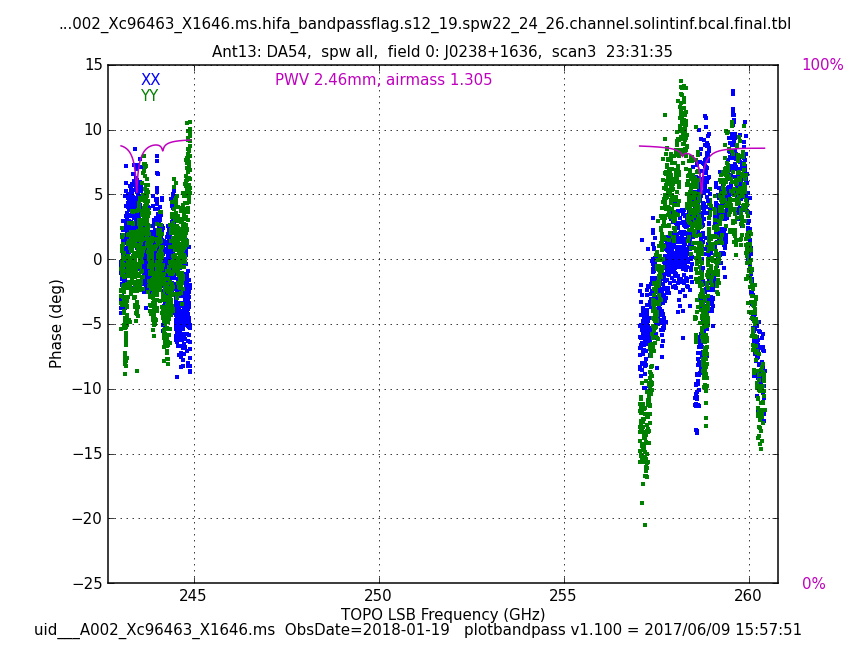 ...002_Xc96463_X1646.ms.hifa_bandpassflag.s12_19.spw22_24_26.channel.solintinf.bcal.final.tbl
Ant13: DA54,  spw all,  field 0: J0238+1636,  scan3  23:31:35
15
XX
PWV 2.46mm, airmass 1.305
100%
YY
10
5
0
Phase (deg)
−5
−10
−15
−20
−25
0%
245
250
255
260
TOPO LSB Frequency (GHz)
uid___A002_Xc96463_X1646.ms  ObsDate=2018-01-19   plotbandpass v1.100 = 2017/06/09 15:57:51